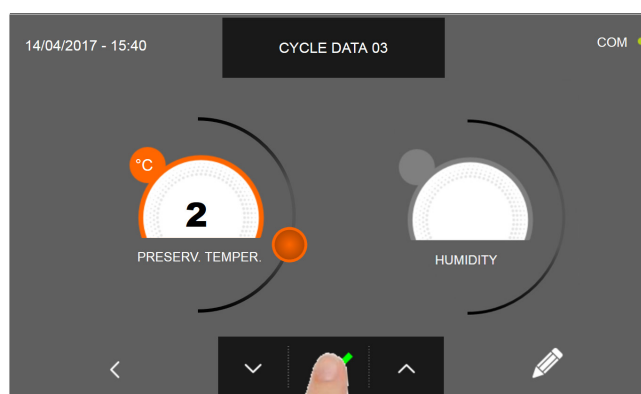 14/04/2017 - 15:40
CYCLE DATA 03
COM
°C
2
PRESERV. TEMPER.
HUMIDITY